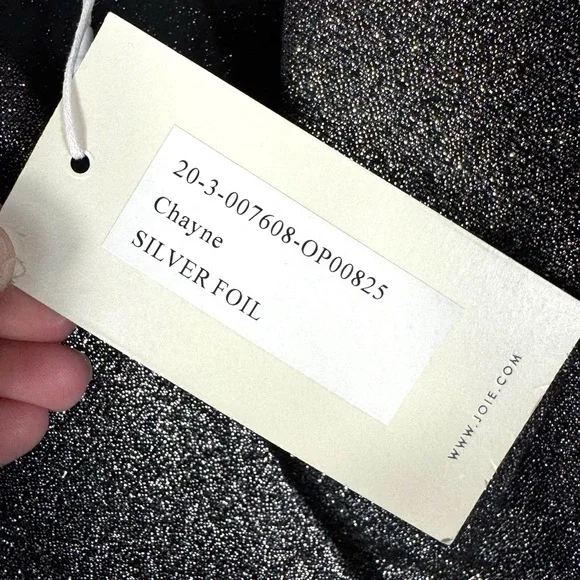 20-3-007608-OP00825
Chayne
SILVER FOIL
WWW.JOIE.COM